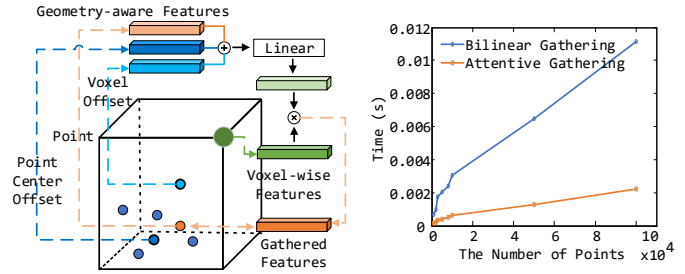 Geometry-aware Features
+
Linear
Voxel
Offset
×
Point
Point
Center
Offset
Voxel-wise
Features
Gathered
Features
0.012
0.01
0.008
0.006
0.004
0.002
0
Time (s)
Bilinear Gathering
Attentive Gathering
0 2 4 6 8 10
The Number of Points ×10⁴